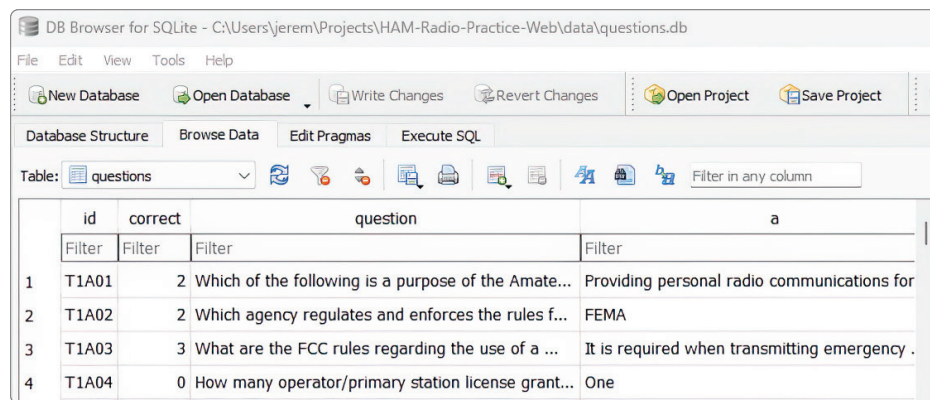 DB Browser for SQLite - C:\Users\jerem\Projects\HAM-Radio-Practice-Web\data\questions.db
File Edit View Tools Help
New Database Open Database Write Changes Revert Changes Open Project Save Project
Database Structure Browse Data Edit Pragmas Execute SQL
Table: questions Filter in any column
id correct question a
Filter Filter Filter Filter
1 T1A01 2 Which of the following is a purpose of the Amate... Providing personal radio communications for
2 T1A02 2 Which agency regulates and enforces the rules f... FEMA
3 T1A03 3 What are the FCC rules regarding the use of a ... It is required when transmitting emergency .
4 T1A04 0 How many operator/primary station license grant... One